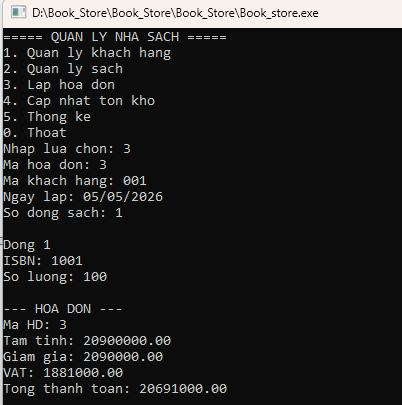 D:\Book_Store\Book_Store\Book_Store\Book_store.exe
===== QUAN LY NHA SACH =====
1. Quan ly khach hang
2. Quan ly sach
3. Lap hoa don
4. Cap nhat ton kho
5. Thong ke
0. Thoat
Nhap lua chon: 3
Ma hoa don: 3
Ma khach hang: 001
Ngay lap: 05/05/2026
So dong sach: 1
Dong 1
ISBN: 1001
So luong: 100
--- HOA DON ---
Ma HD: 3
Tam tinh: 20900000.00
Giam gia: 2090000.00
VAT: 1881000.00
Tong thanh toan: 20691000.00